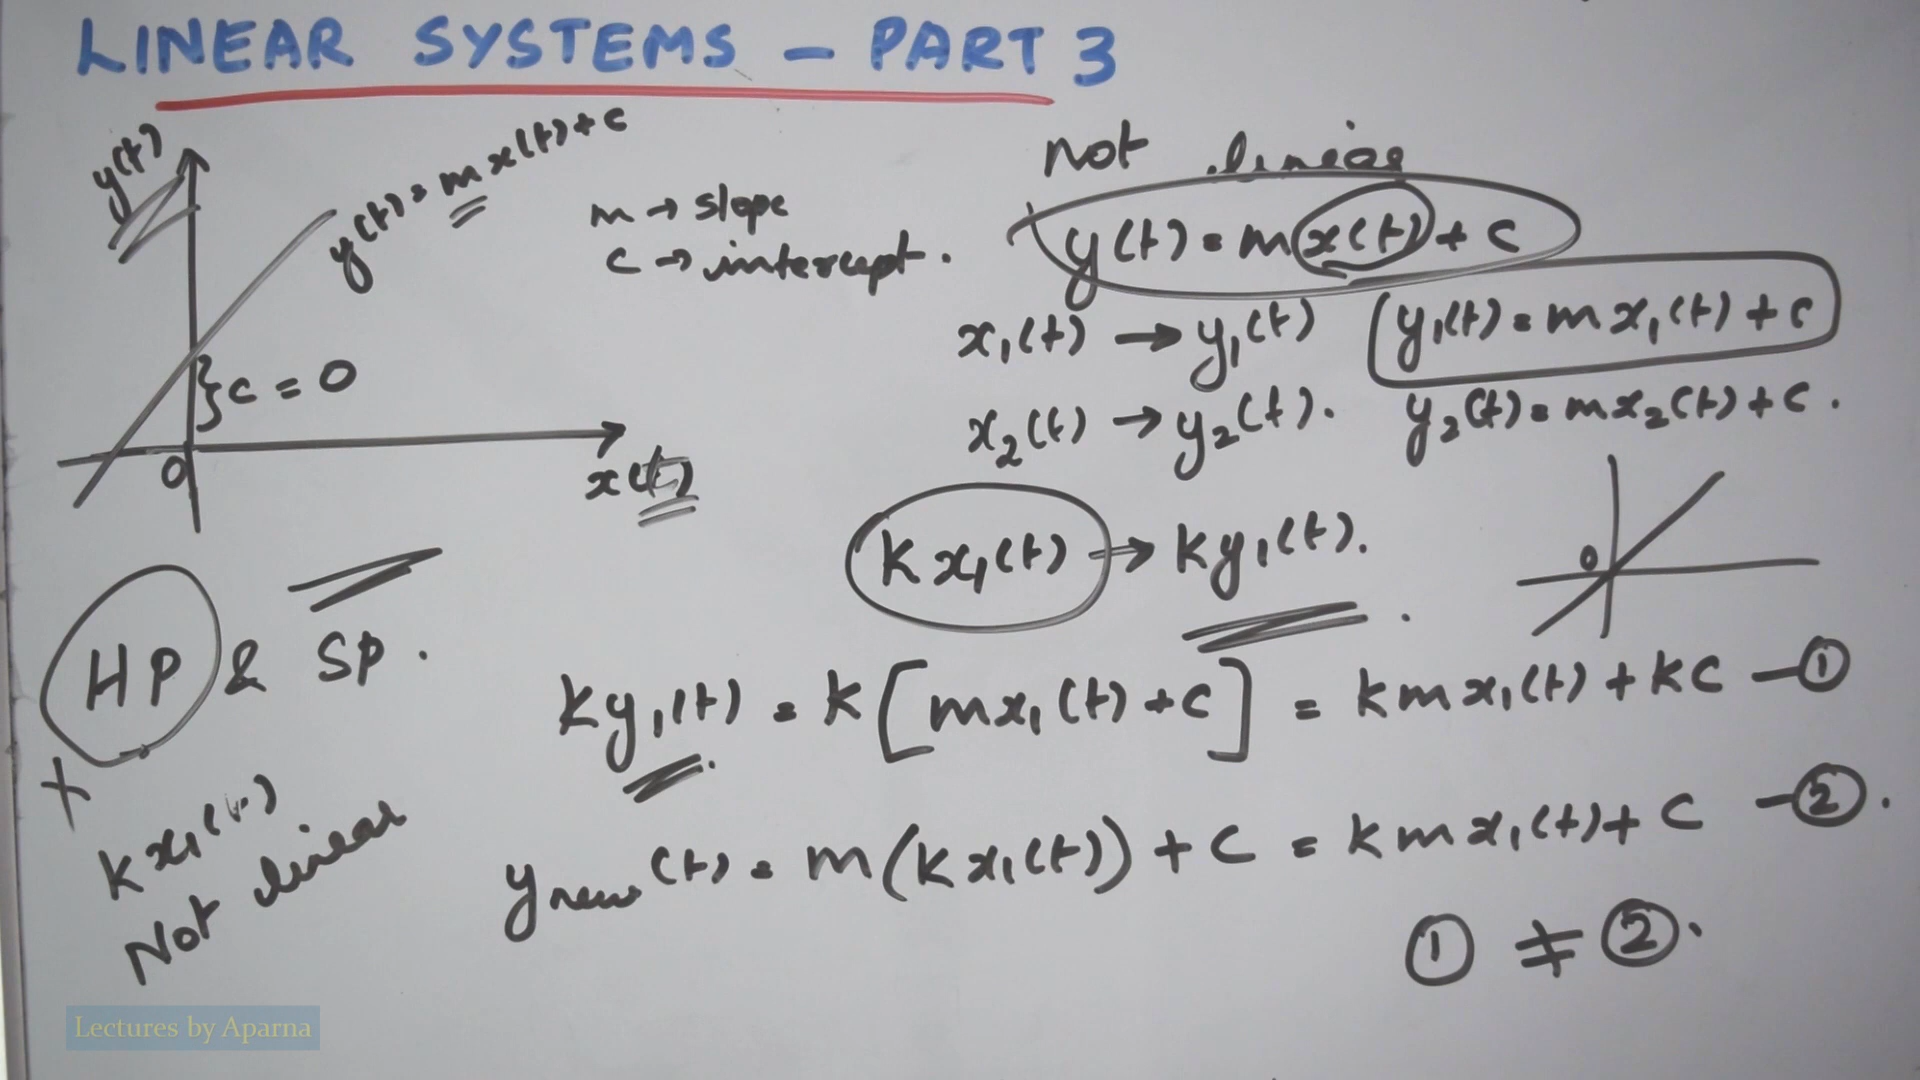 LINEAR SYSTEMS - PART 3
y(t)
y(t) = mx(t)+c
m → slope
c → intercept.
} c = 0
0
x(t)
not linear
y(t) = mx(t) + c
x₁(t) → y₁(t) (y₁(t) = mx₁(t) + c
x₂(t) → y₂(t). y₂(t) = mx₂(t) + c.
kx₁(t) → ky₁(t).
0
HP & SP.
x
kx₁(t)
Not linear
ky₁(t) = k[mx₁(t) + c] = kmx₁(t) + kc — ①
y new (t) = m(kx₁(t)) + c = kmx₁(t) + c — ②.
① ≠ ②.
Lectures by Aparna